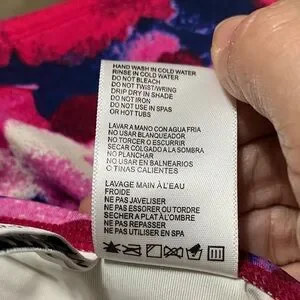 HAND WASH IN COLD WATER
RINSE IN COLD WATER
DO NOT BLEACH
DO NOT TWIST/WRING
DRIP DRY IN SHADE
DO NOT IRON
DO NOT USE IN SPAS
OR HOT TUBS
LAVAR A MANO CON AGUA FRIA
NO USAR BLANQUEADOR
NO TORCER O ESCURRIR
SECAR COLGADO A LA SOMBRA
NO PLANCHAR
NO USAR EN BALNEARIOS
O TINAS CALIENTES
LAVAGE MAIN À L'EAU
FROIDE
NE PAS JAVELISER
NE PAS ESSORER OU TORDRE
SECHER A PLAT À L'OMBRE
NE PAS REPASSER
NE PAS UTILISER EN SPA